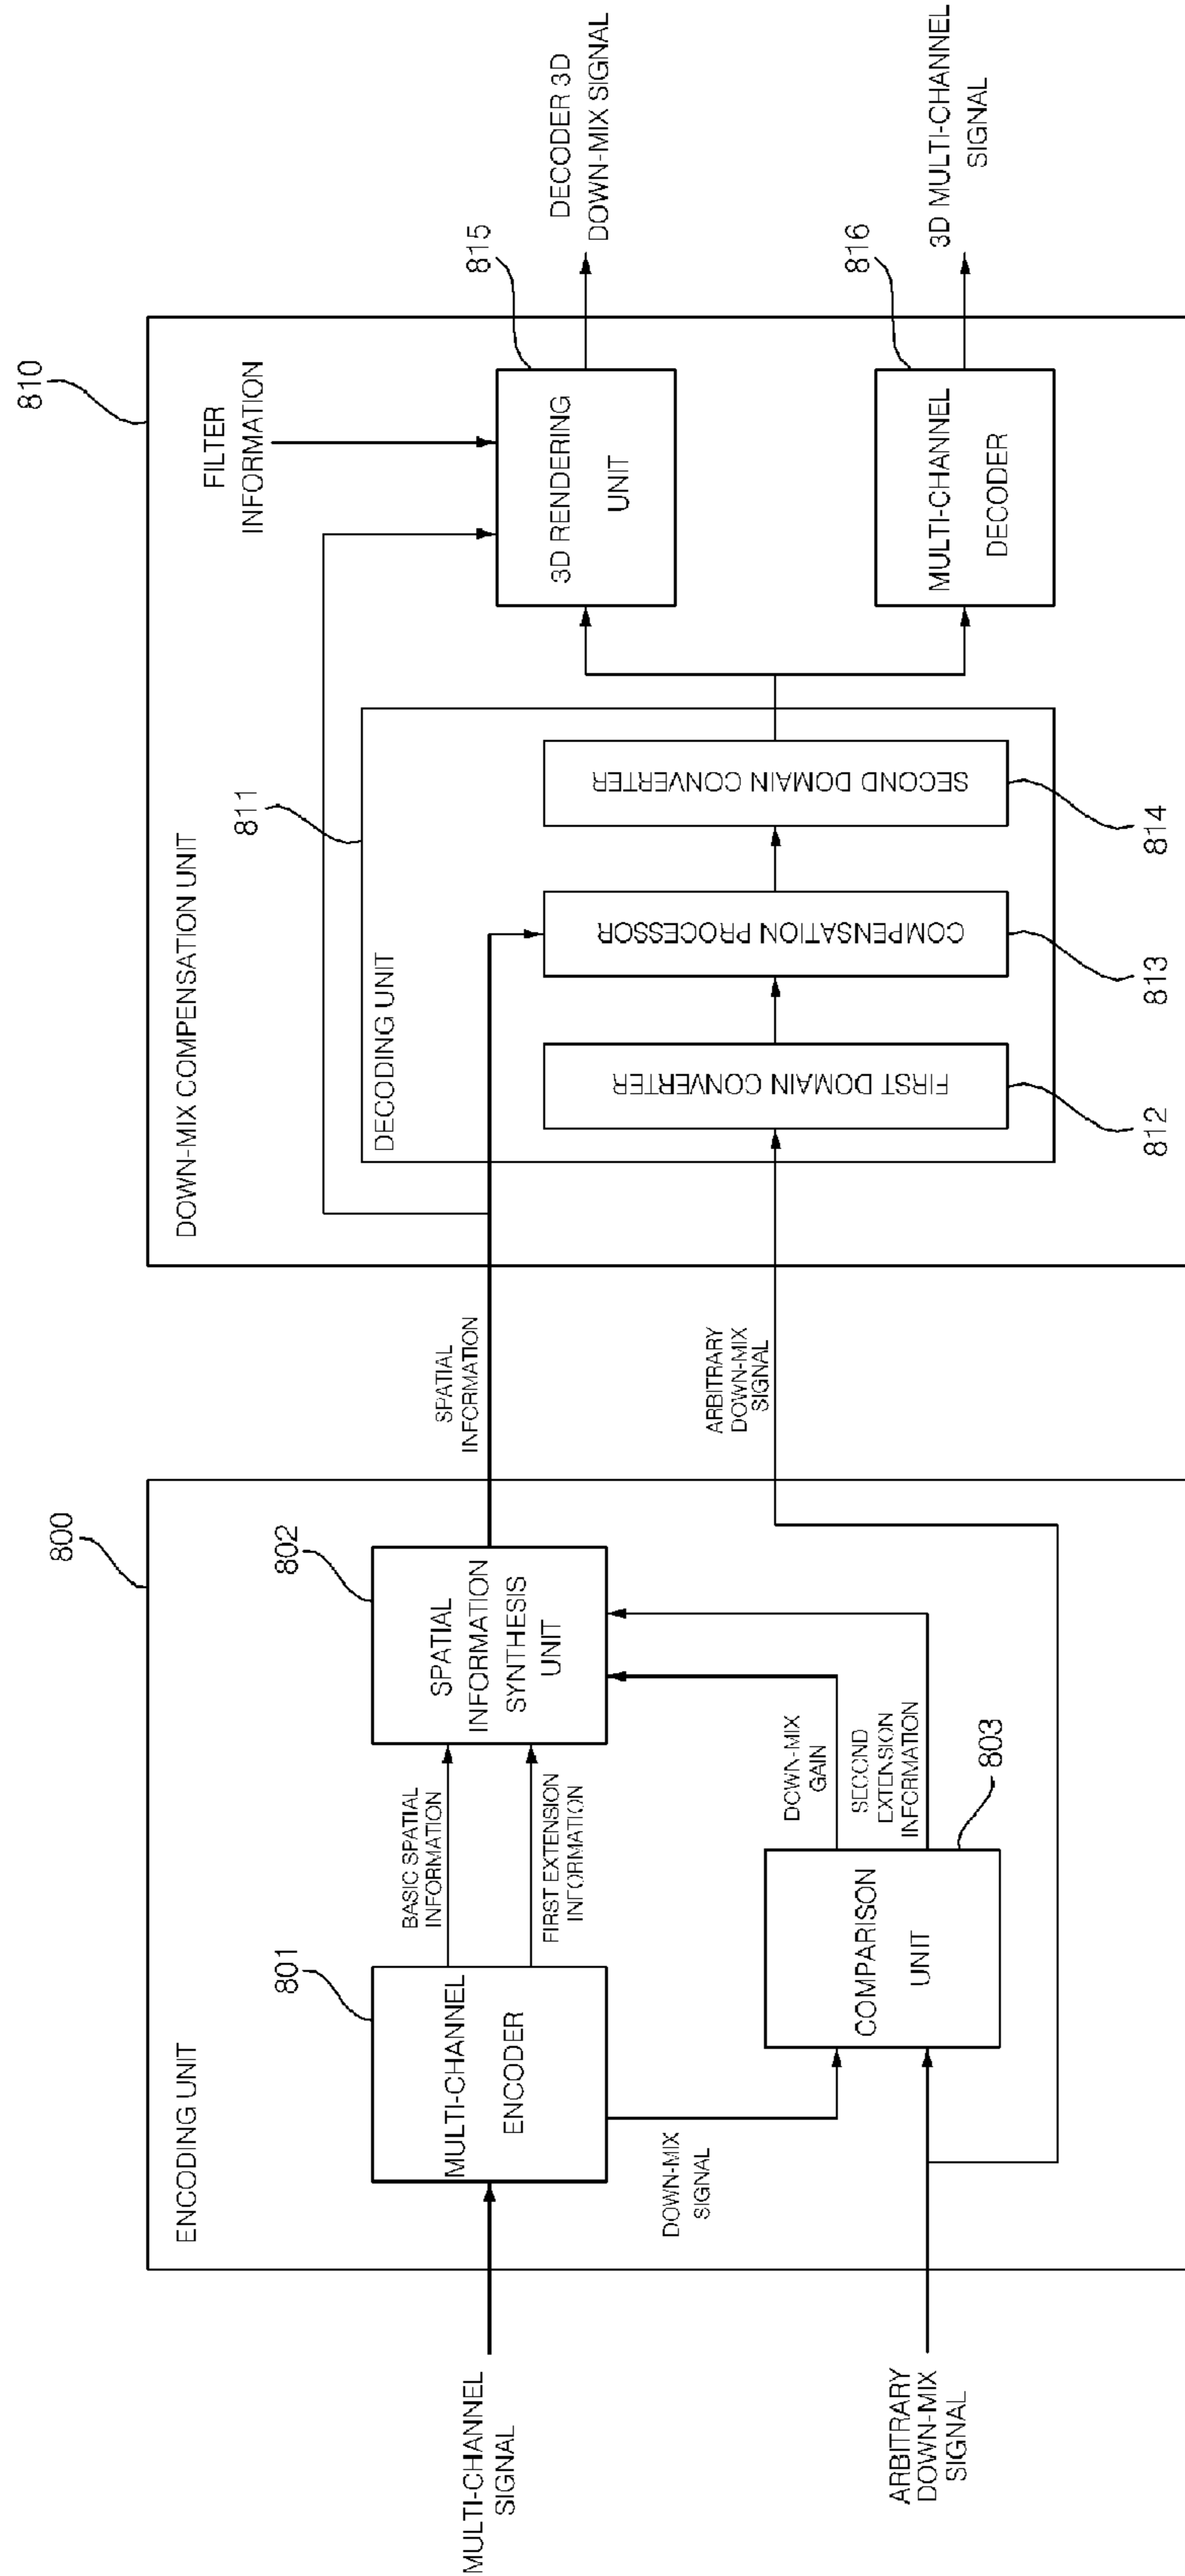 ENCODING UNIT
800
MULTI-CHANNEL
SIGNAL
801
MULTI-CHANNEL
ENCODER
BASIC SPATIAL
INFORMATION
FIRST EXTENSION
INFORMATION
802
SPATIAL
INFORMATION
SYNTHESIS
UNIT
DOWN-MIX
SIGNAL
DOWN-MIX
GAIN
SECOND
EXTENSION
INFORMATION
803
COMPARISON
UNIT
ARBITRARY
DOWN-MIX
SIGNAL
SPATIAL
INFORMATION
ARBITRARY
DOWN-MIX
SIGNAL
DOWN-MIX COMPENSATION UNIT
810
DECODING UNIT
811
FIRST DOMAIN CONVERTER
812
COMPENSATION PROCESSOR
813
SECOND DOMAIN CONVERTER
814
FILTER
INFORMATION
3D RENDERING
UNIT
815
DECODER 3D
DOWN-MIX SIGNAL
MULTI-CHANNEL
DECODER
816
3D MULTI-CHANNEL
SIGNAL